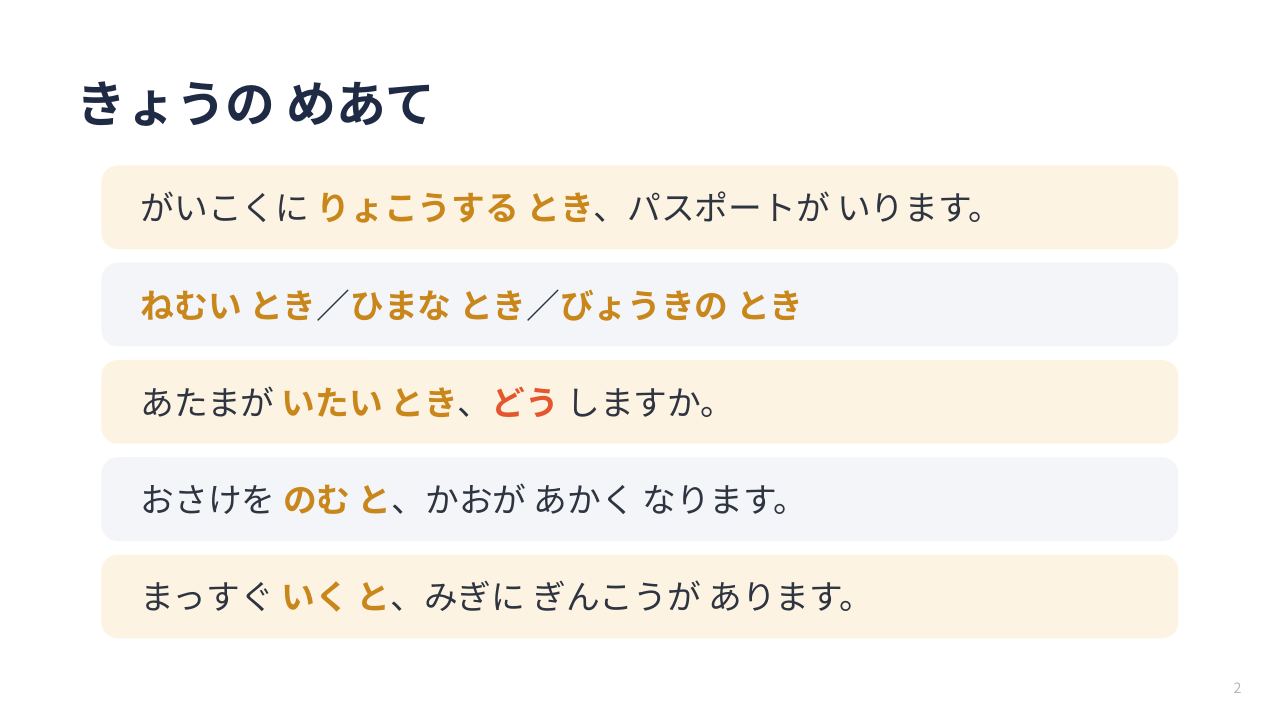 きょうの めあて
がいこくに りょこうする とき、パスポートが いります。
ねむい とき／ひまな とき／びょうきの とき
あたまが いたい とき、どう しますか。
おさけを のむ と、かおが あかく なります。
まっすぐ いく と、みぎに ぎんこうが あります。
2